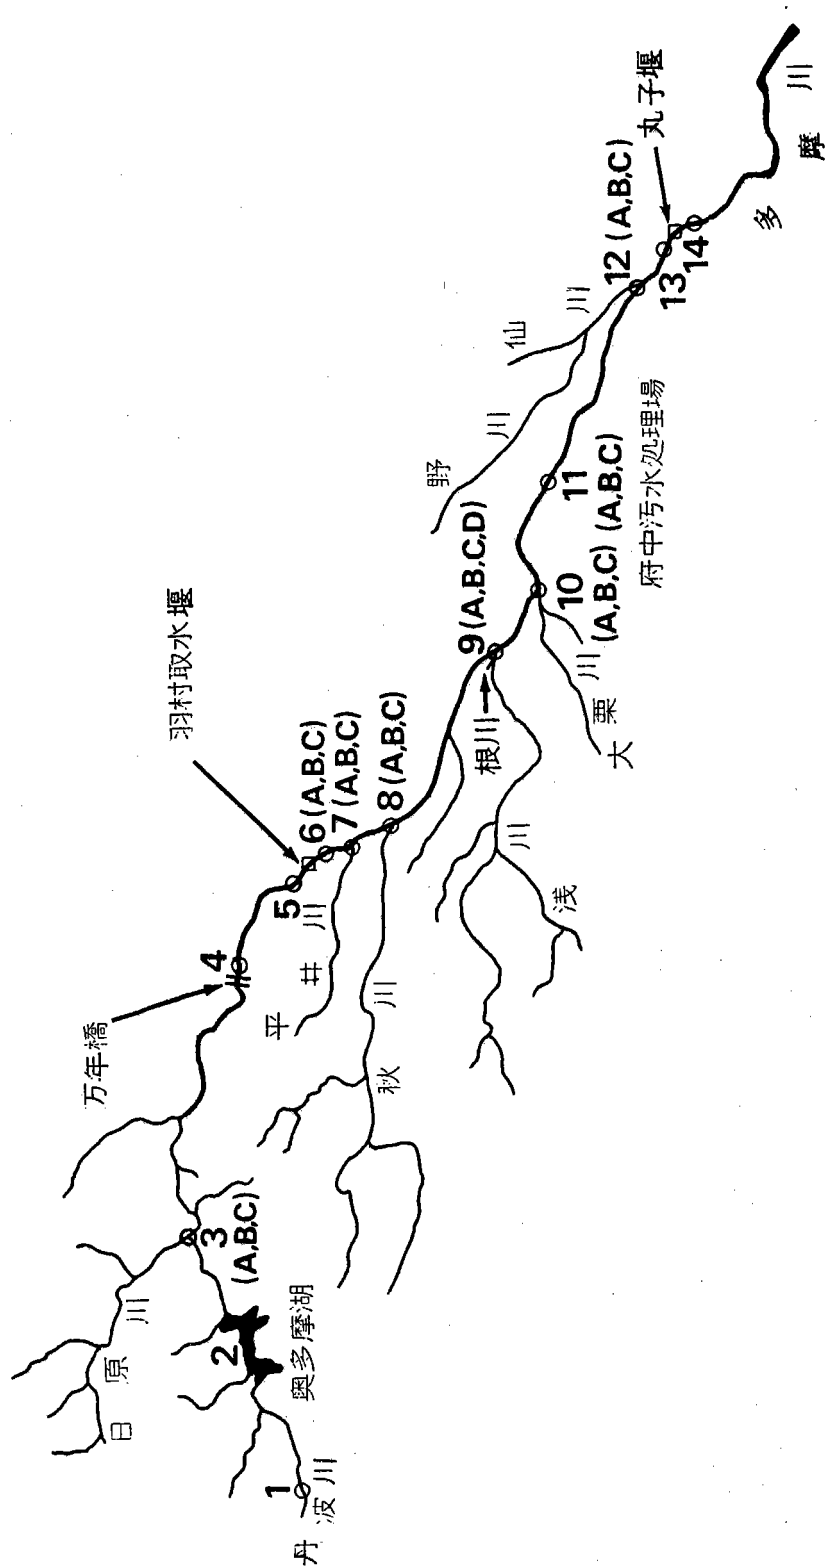 丹波川
1
2
奥多摩湖
日原川
3
(A,B,C)
万年橋
4
5
羽村取水堰
6(A,B,C)
7(A,B,C)
8(A,B,C)
平井川
秋川
浅川
根川
9(A,B,C,D)
大栗川
10
(A,B,C)
11
(A,B,C)
府中汚水処理場
野川
仙川
12(A,B,C)
13
14
丸子堰
多摩川